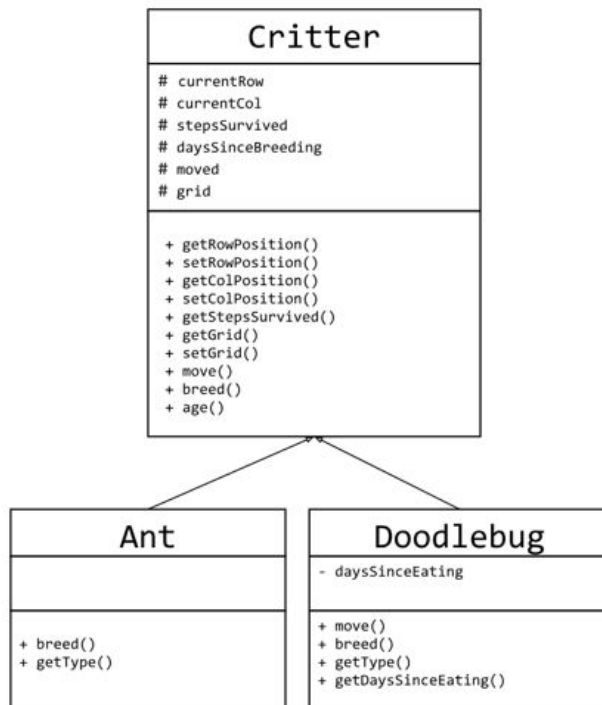 Critter
# currentRow
# currentCol
# stepsSurvived
# daysSinceBreeding
# moved
# grid
+ getRowPosition()
+ setRowPosition()
+ getColPosition()
+ setColPosition()
+ getStepsSurvived()
+ getGrid()
+ setGrid()
+ move()
+ breed()
+ age()
Ant
+ breed()
+ getType()
Doodlebug
- daysSinceEating
+ move()
+ breed()
+ getType()
+ getDaysSinceEating()